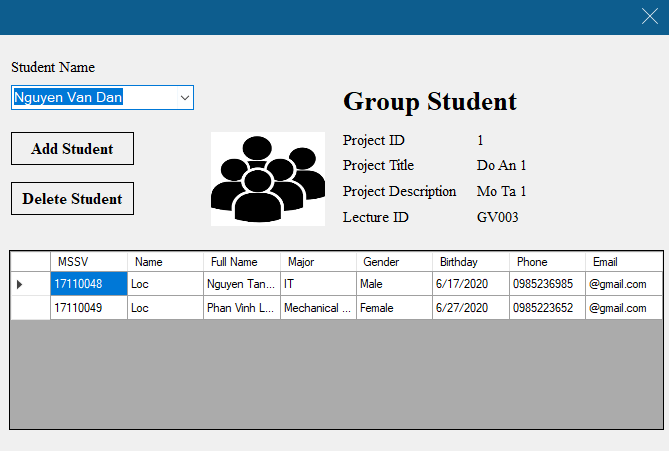 Student Name
Nguyen Van Dan
Add Student
Delete Student
Group Student
Project ID 1
Project Title Do An 1
Project Description Mo Ta 1
Lecture ID GV003
MSSV Name Full Name Major Gender Birthday Phone Email
17110048 Loc Nguyen Tan... IT Male 6/17/2020 0985236985 @gmail.com
17110049 Loc Phan Vinh L... Mechanical ... Female 6/27/2020 0985223652 @gmail.com